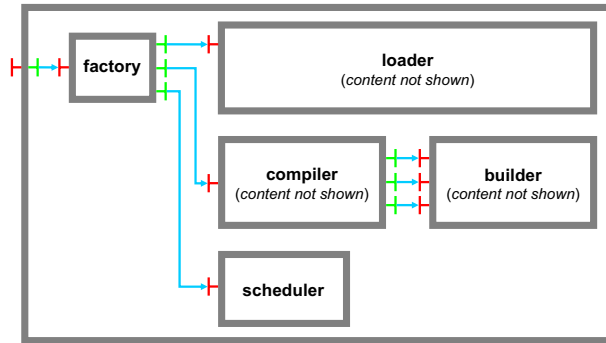 loader
(content not shown)
factory
compiler
(content not shown)
builder
(content not shown)
scheduler